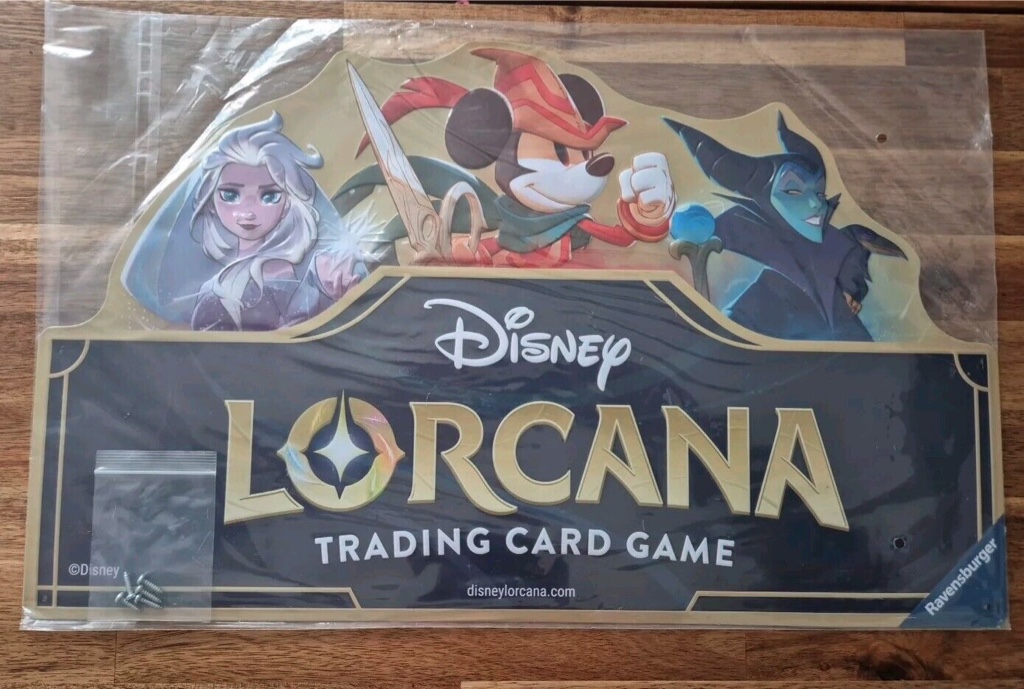 Disney
LORCANA
TRADING CARD GAME
©Disney
disneylorcana.com
Ravensburger